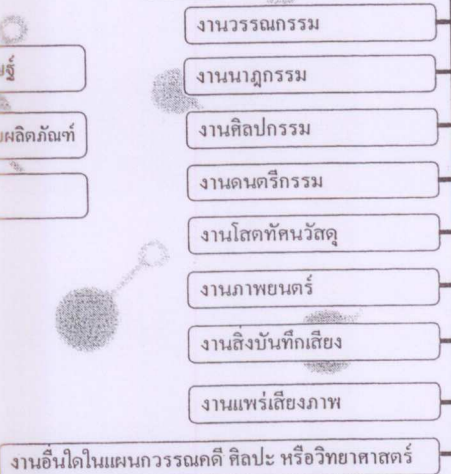 งานวรรณกรรม
งานนาฏกรรม
งานศิลปกรรม
งานดนตรีกรรม
งานโสตทัศนวัสดุ
งานภาพยนตร์
งานสิ่งบันทึกเสียง
งานแพร่เสียงภาพ
งานอื่นใดในแผนกวรรณคดี ศิลปะ หรือวิทยาศาสตร์
ผลิตภัณฑ์